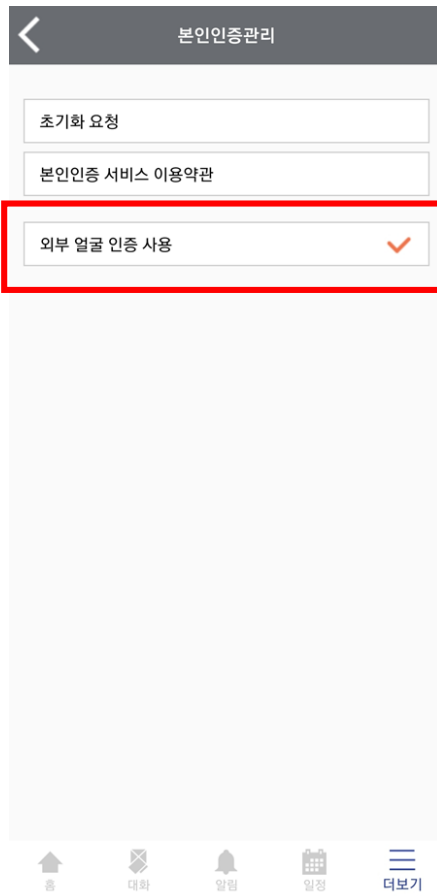 본인인증관리
초기화 요청
본인인증 서비스 이용약관
외부 얼굴 인증 사용
홈 대화 알림 일정 더보기